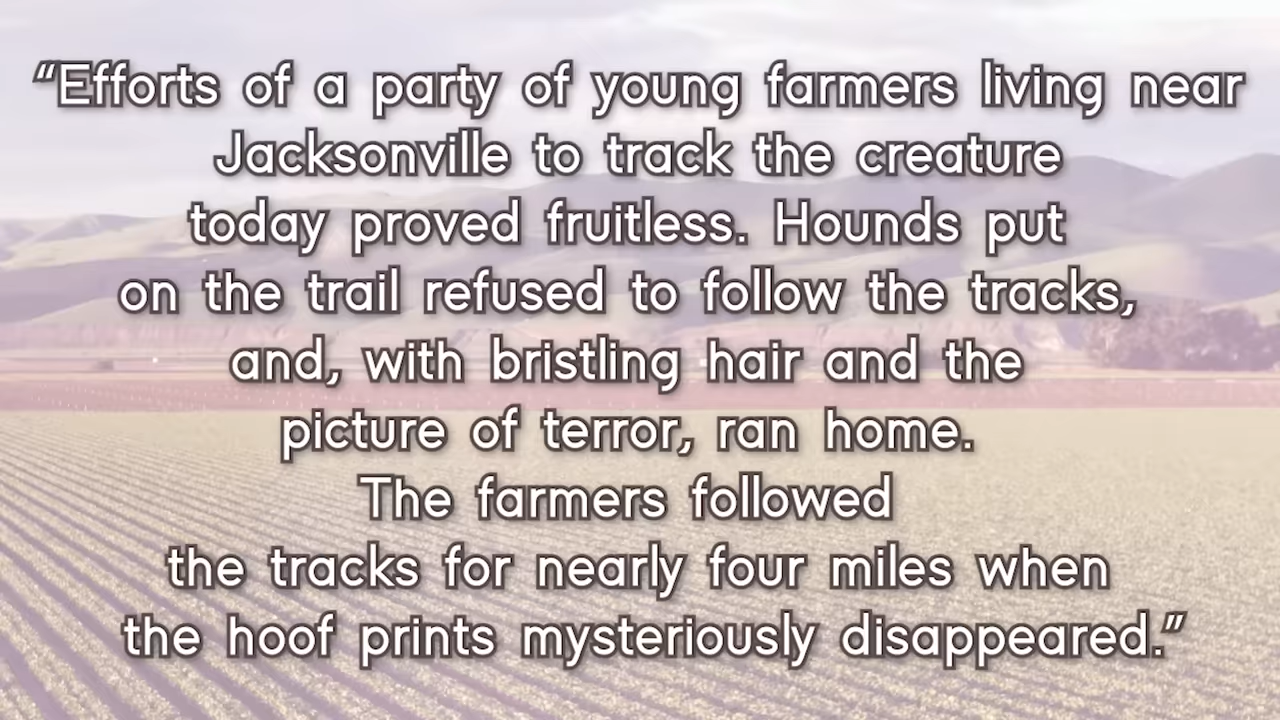 “Efforts of a party of young farmers living near
Jacksonville to track the creature
today proved fruitless. Hounds put
on the trail refused to follow the tracks,
and, with bristling hair and the
picture of terror, ran home.
The farmers followed
the tracks for nearly four miles when
the hoof prints mysteriously disappeared.”